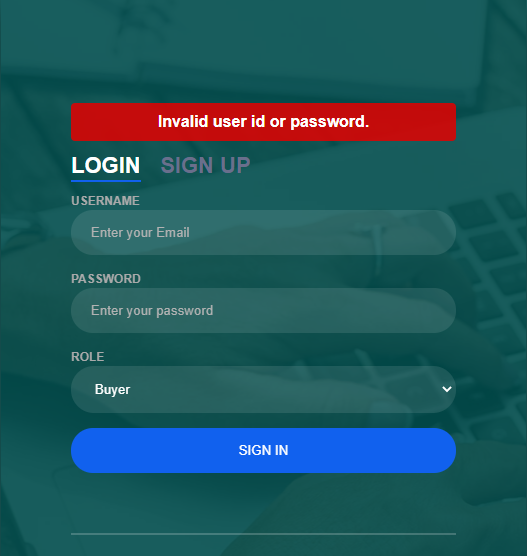 Invalid user id or password.
LOGIN SIGN UP
USERNAME
Enter your Email
PASSWORD
Enter your password
ROLE
Buyer
SIGN IN